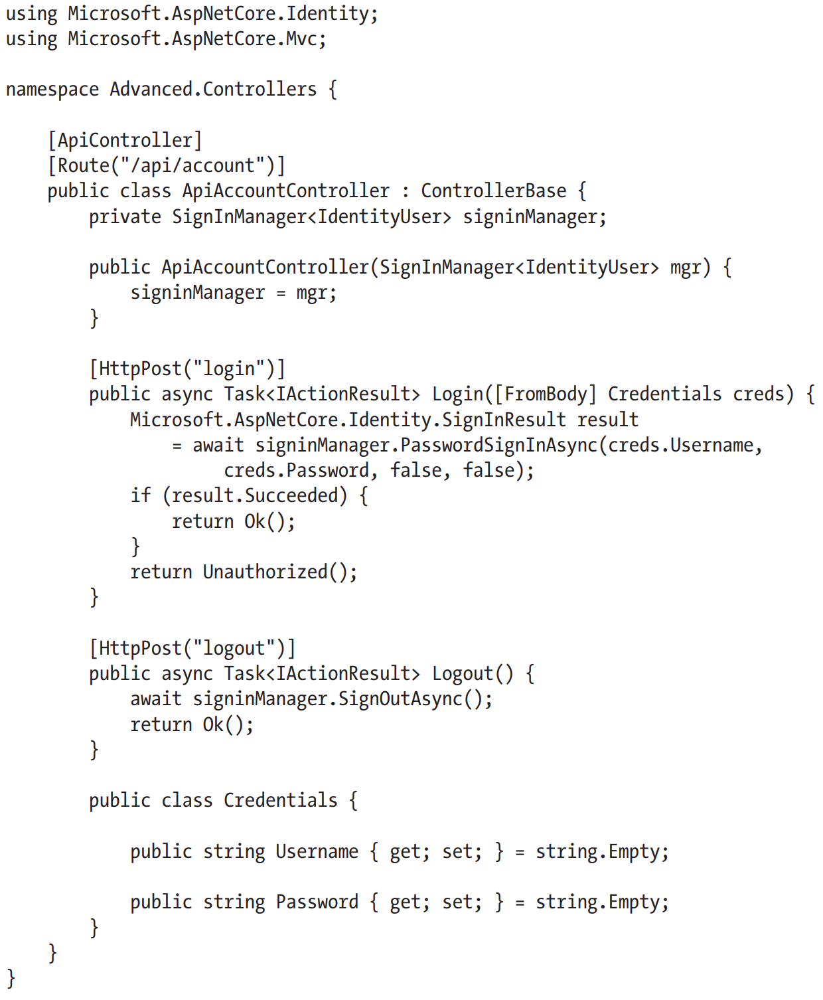 using Microsoft.AspNetCore.Identity;
using Microsoft.AspNetCore.Mvc;

namespace Advanced.Controllers {

    [ApiController]
    [Route("/api/account")]
    public class ApiAccountController : ControllerBase {
        private SignInManager<IdentityUser> signinManager;

        public ApiAccountController(SignInManager<IdentityUser> mgr) {
            signinManager = mgr;
        }

        [HttpPost("login")]
        public async Task<IActionResult> Login([FromBody] Credentials creds) {
            Microsoft.AspNetCore.Identity.SignInResult result
                = await signinManager.PasswordSignInAsync(creds.Username,
                     creds.Password, false, false);
            if (result.Succeeded) {
                return Ok();
            }
            return Unauthorized();
        }

        [HttpPost("logout")]
        public async Task<IActionResult> Logout() {
            await signinManager.SignOutAsync();
            return Ok();
        }

        public class Credentials {

            public string Username { get; set; } = string.Empty;

            public string Password { get; set; } = string.Empty;
        }
    }
}